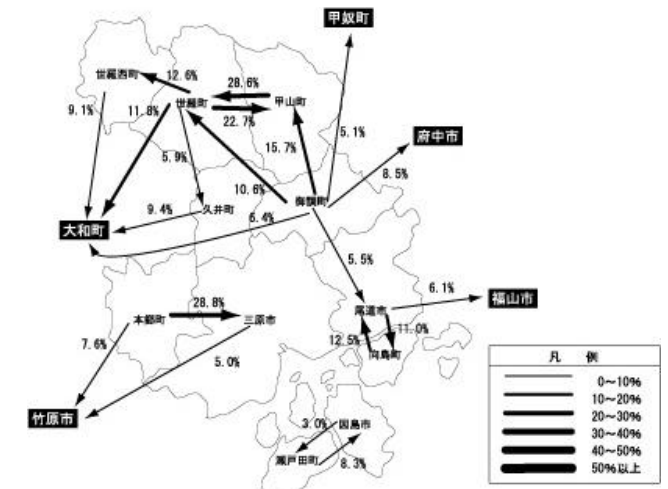 甲奴町
世羅西町
12.6%
28.6%
世羅町
甲山町
9.1%
11.8%
22.7%
5.1%
府中市
15.7%
5.9%
8.5%
10.6%
御調町
久井町
9.4%
大和町
6.4%
5.5%
6.1%
福山市
尾道市
28.8%
本郷町
三原市
11.0%
12.5%
向島町
7.6%
5.0%
凡 例
0~10%
10~20%
20~30%
30~40%
40~50%
50%以上
竹原市
3.0%
因島市
瀬戸田町
8.3%